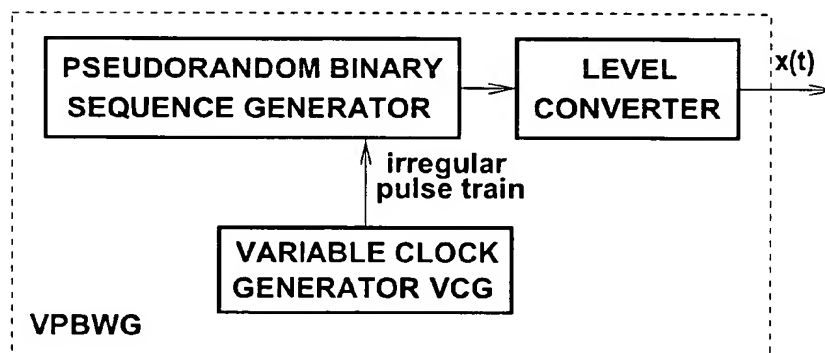 PSEUDORANDOM BINARY
SEQUENCE GENERATOR
LEVEL
CONVERTER
x(t)
irregular
pulse train
VARIABLE CLOCK
GENERATOR VCG
VPBWG